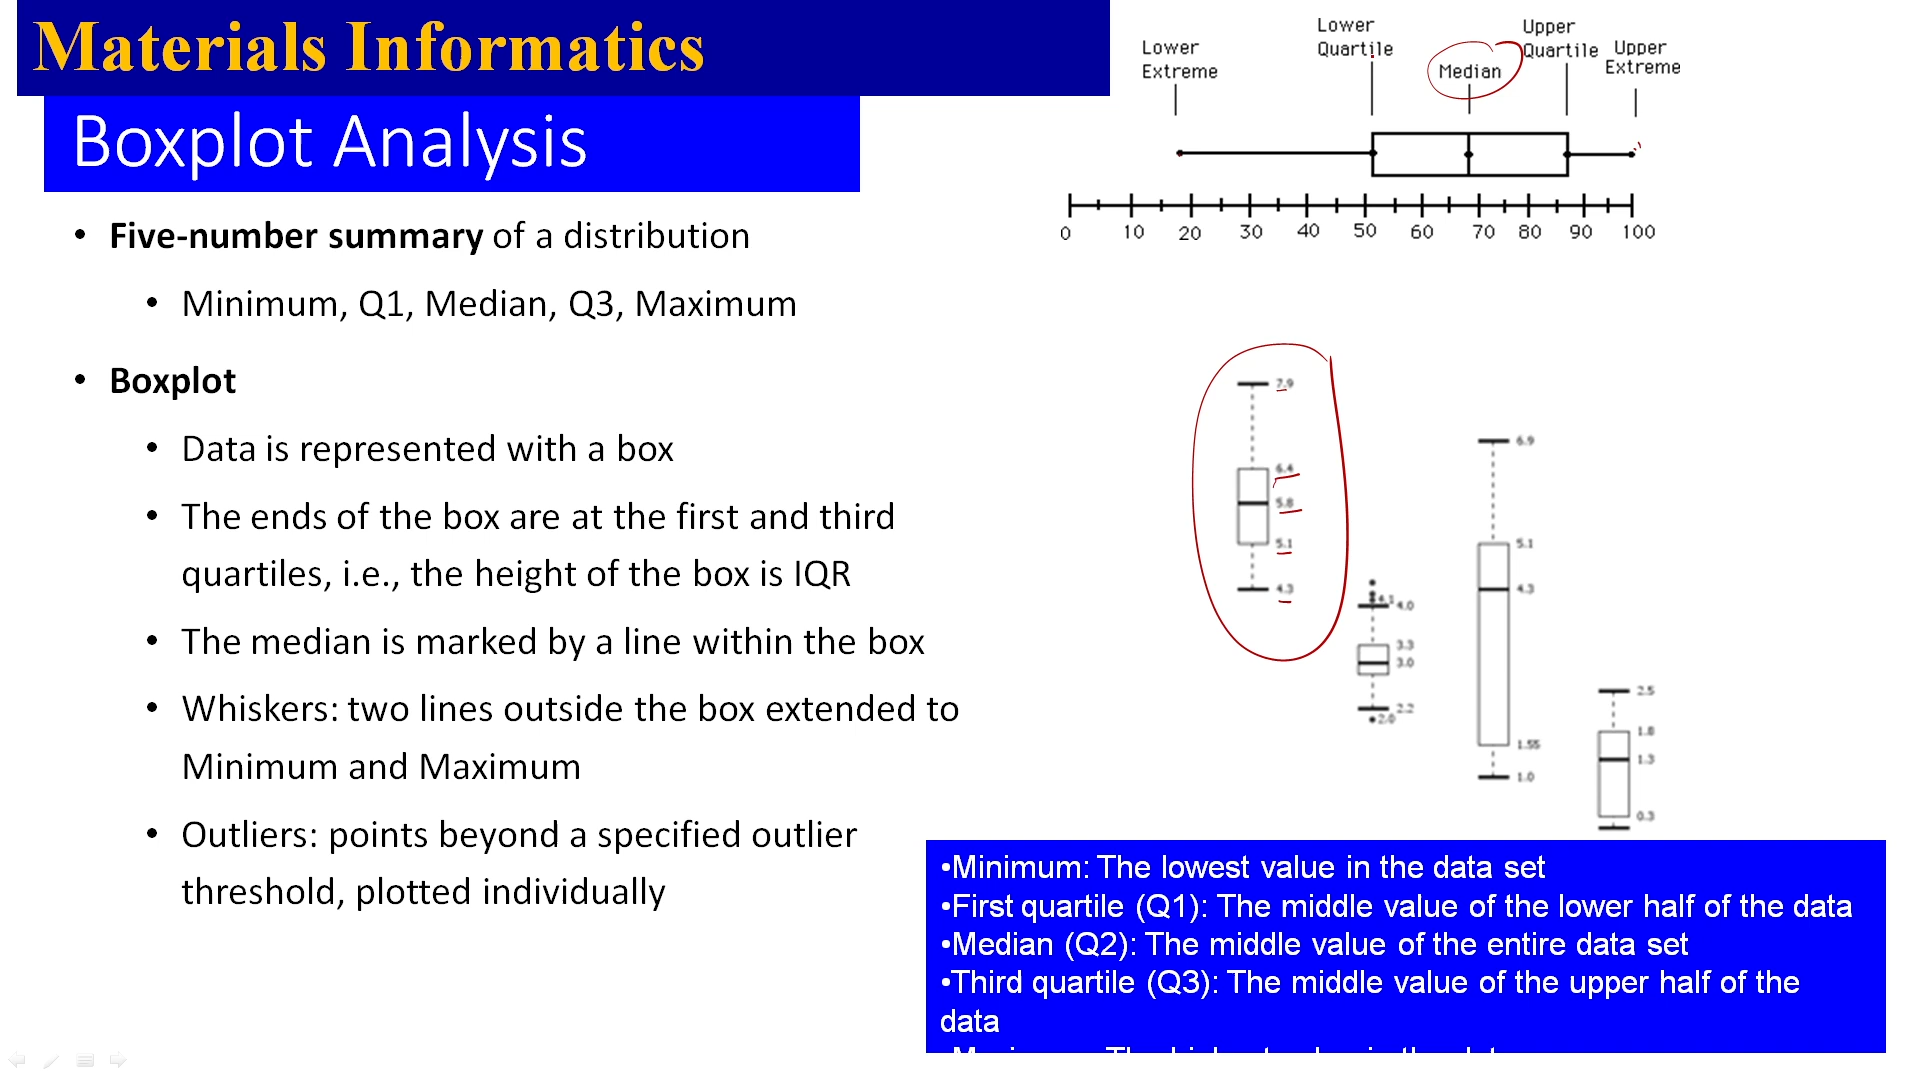 Materials Informatics
Boxplot Analysis
• Five-number summary of a distribution
• Minimum, Q1, Median, Q3, Maximum
• Boxplot
• Data is represented with a box
• The ends of the box are at the first and third
quartiles, i.e., the height of the box is IQR
• The median is marked by a line within the box
• Whiskers: two lines outside the box extended to
Minimum and Maximum
• Outliers: points beyond a specified outlier
threshold, plotted individually
Lower
Extreme
Lower
Quartile
Median
Upper
Quartile
Upper
Extreme
0 10 20 30 40 50 60 70 80 90 100
7.9
6.4
5.8
5.1
4.3
4.1
4.0
3.3
3.0
2.2
2.0
6.9
5.1
4.3
1.55
1.0
2.5
1.8
1.3
0.3
•Minimum: The lowest value in the data set
•First quartile (Q1): The middle value of the lower half of the data
•Median (Q2): The middle value of the entire data set
•Third quartile (Q3): The middle value of the upper half of the
data